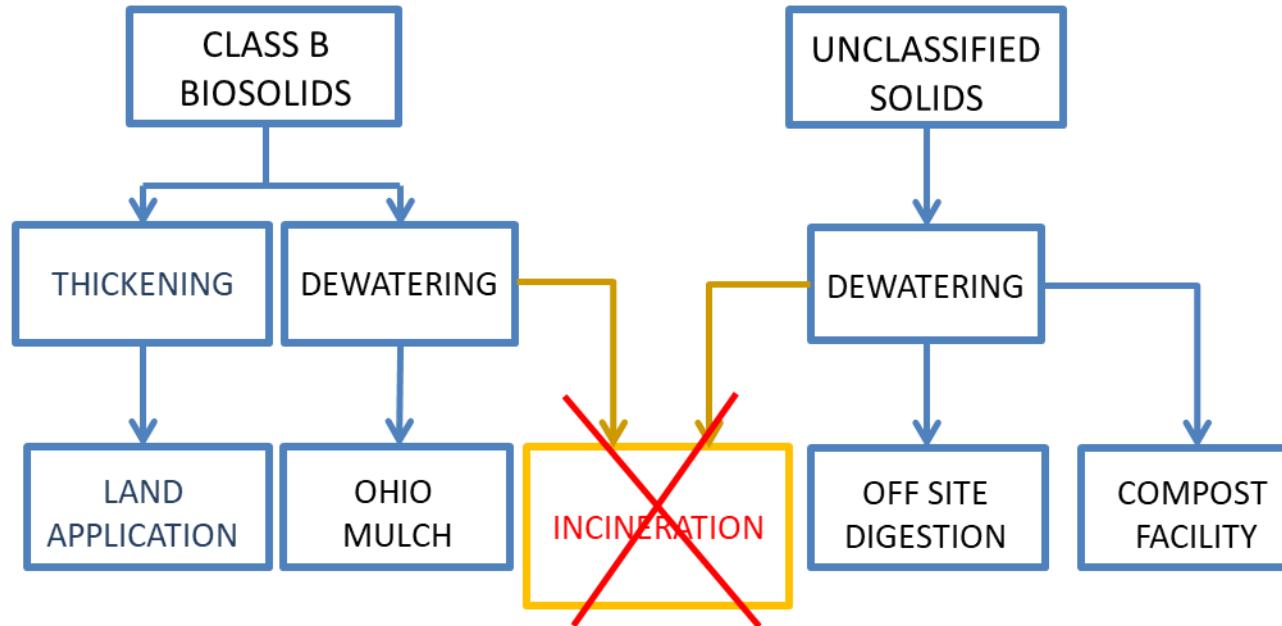 CLASS B
BIOSOLIDS
UNCLASSIFIED
SOLIDS
THICKENING
DEWATERING
DEWATERING
LAND
APPLICATION
OHIO
MULCH
INCINERATION
OFF SITE
DIGESTION
COMPOST
FACILITY